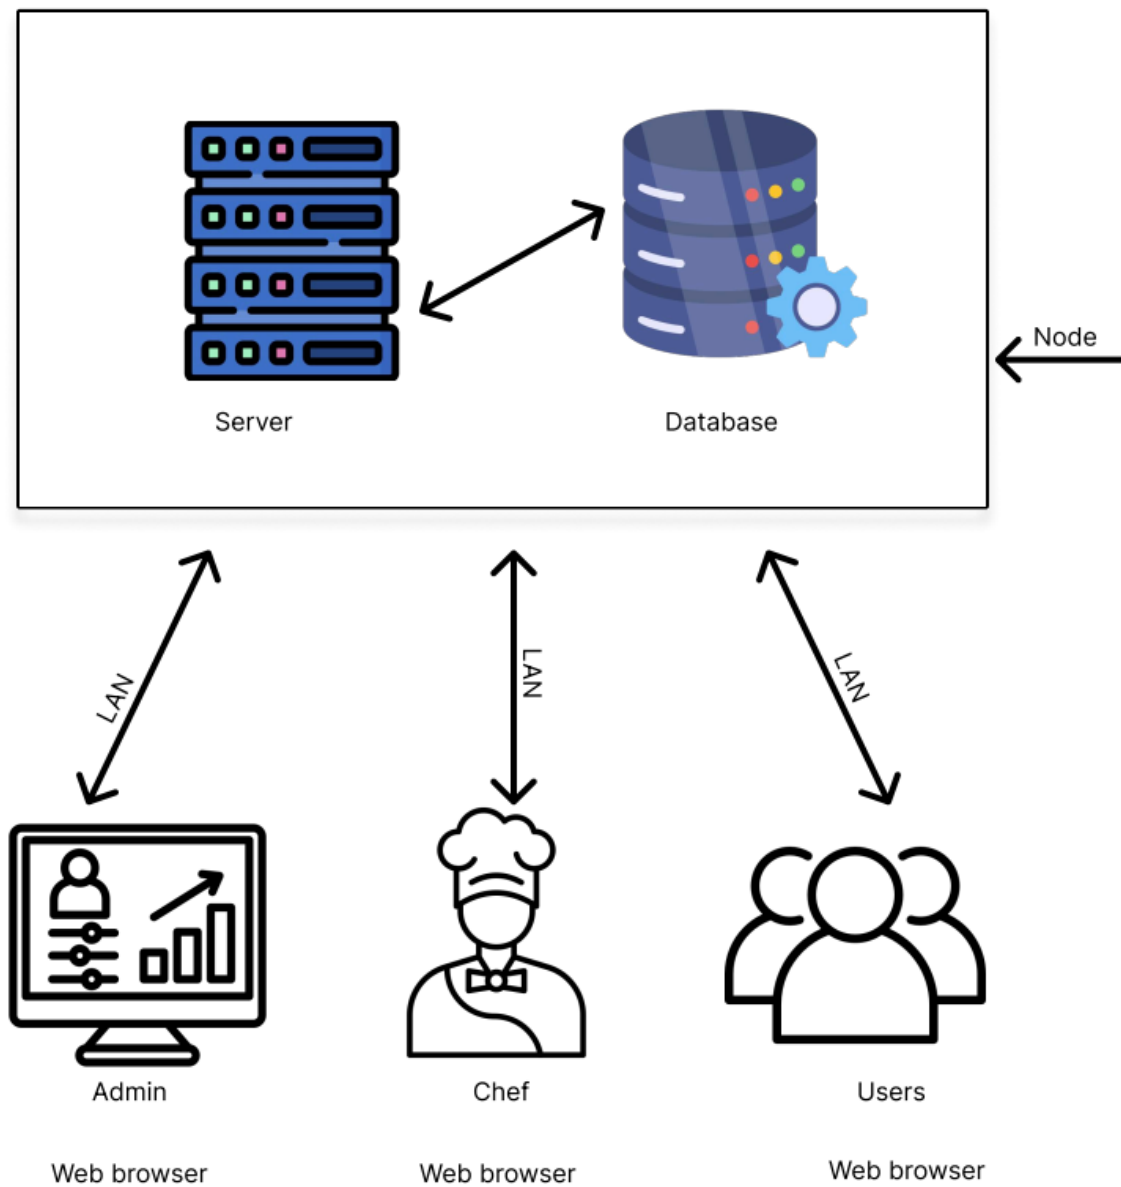 Node
Server
Database
LAN
LAN
LAN
Admin
Chef
Users
Web browser
Web browser
Web browser